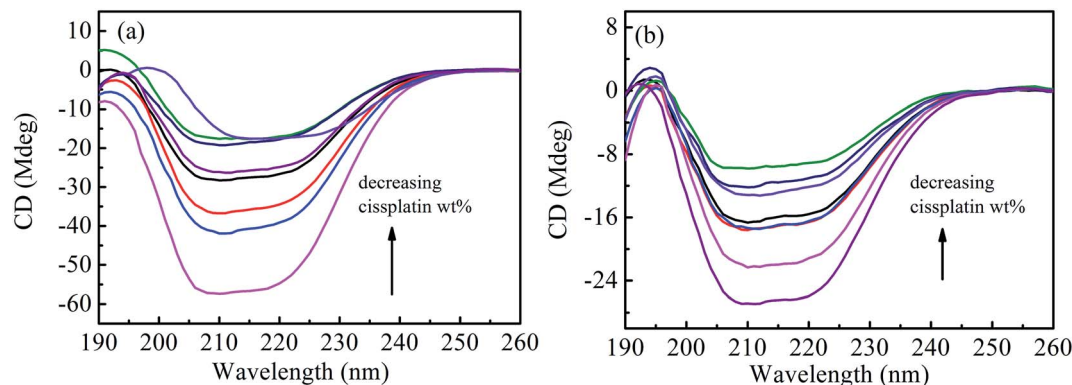 (a)
10
0
-10
-20
-30
-40
-50
-60
CD (Mdeg)
decreasing
cissplatin wt%
190 200 210 220 230 240 250 260
Wavelength (nm)
(b)
8
0
-8
-16
-24
CD (Mdeg)
decreasing
cissplatin wt%
190 200 210 220 230 240 250 260
Wavelength (nm)